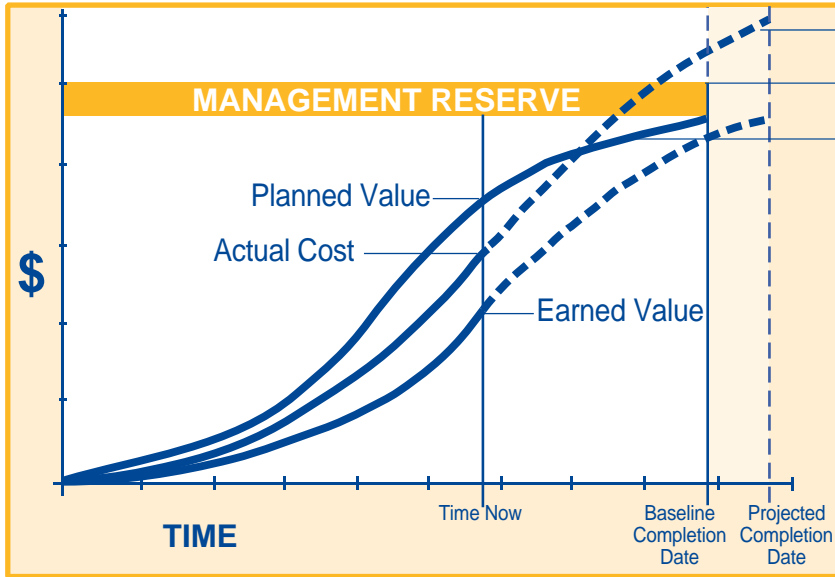 MANAGEMENT RESERVE
Planned Value
Actual Cost
$
Earned Value
Time Now
Baseline
Completion
Date
Projected
Completion
Date
TIME